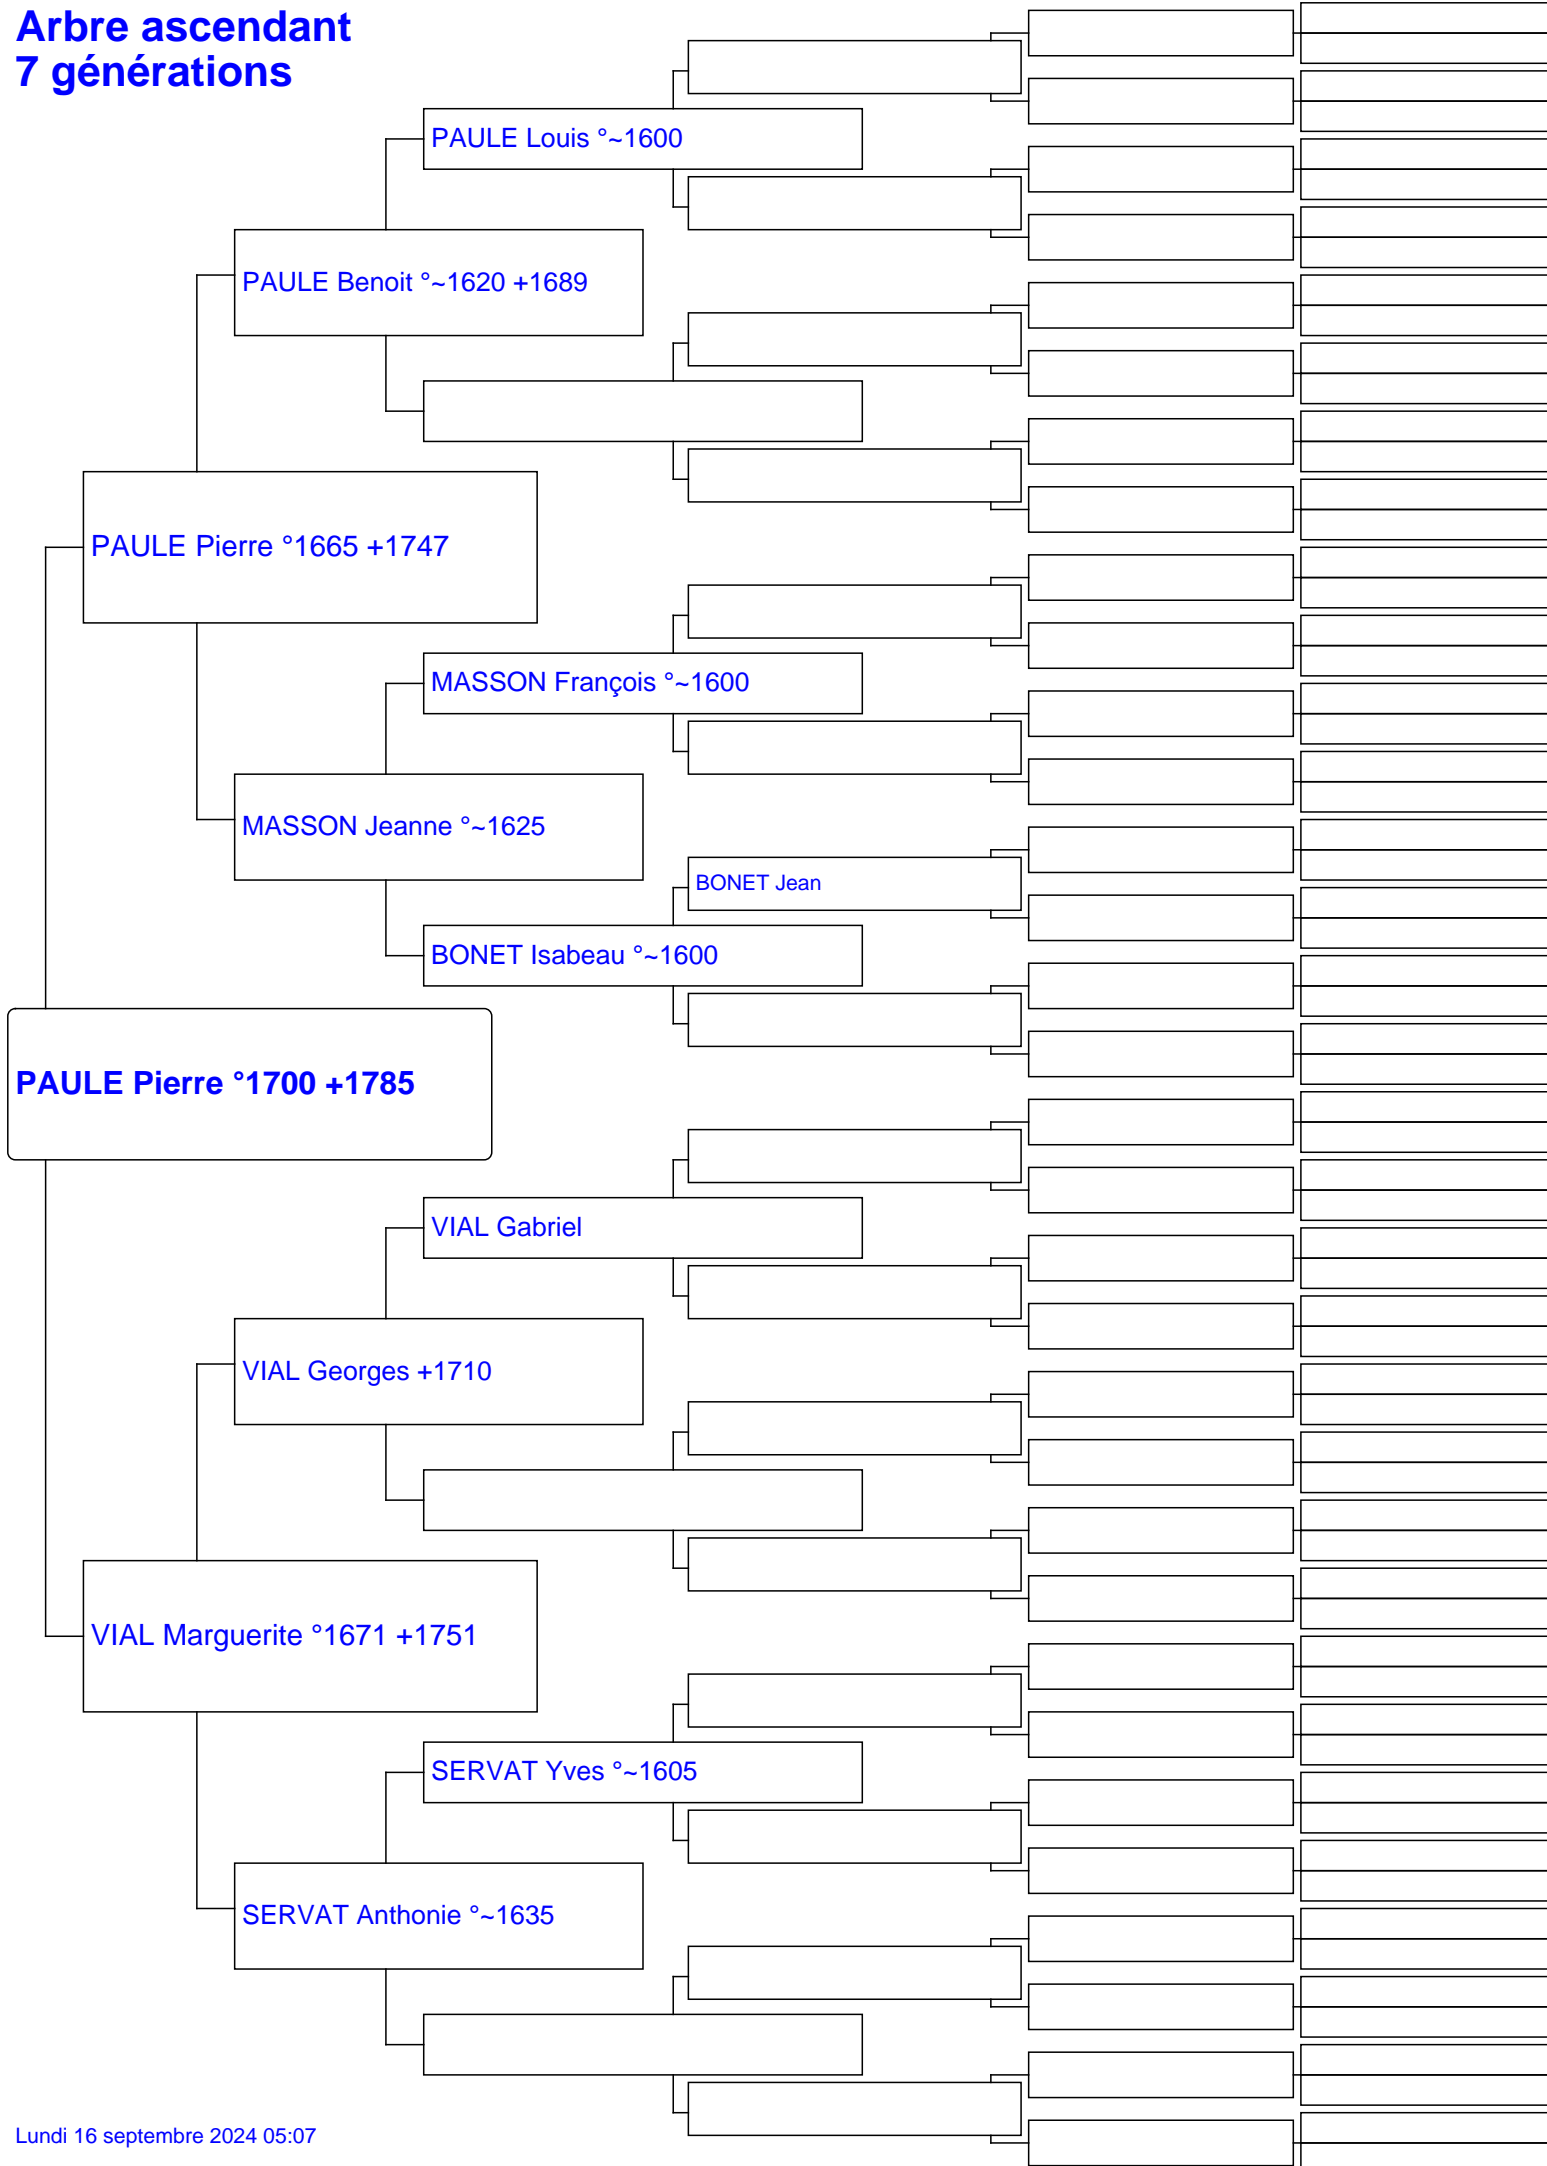 Arbre ascendant
7 générations
PAULE Louis °~1600
PAULE Benoit °~1620 +1689
PAULE Pierre °1665 +1747
MASSON François °~1600
MASSON Jeanne °~1625
BONET Jean
BONET Isabeau °~1600
PAULE Pierre °1700 +1785
VIAL Gabriel
VIAL Georges +1710
VIAL Marguerite °1671 +1751
SERVAT Yves °~1605
SERVAT Anthonie °~1635
Lundi 16 septembre 2024 05:07